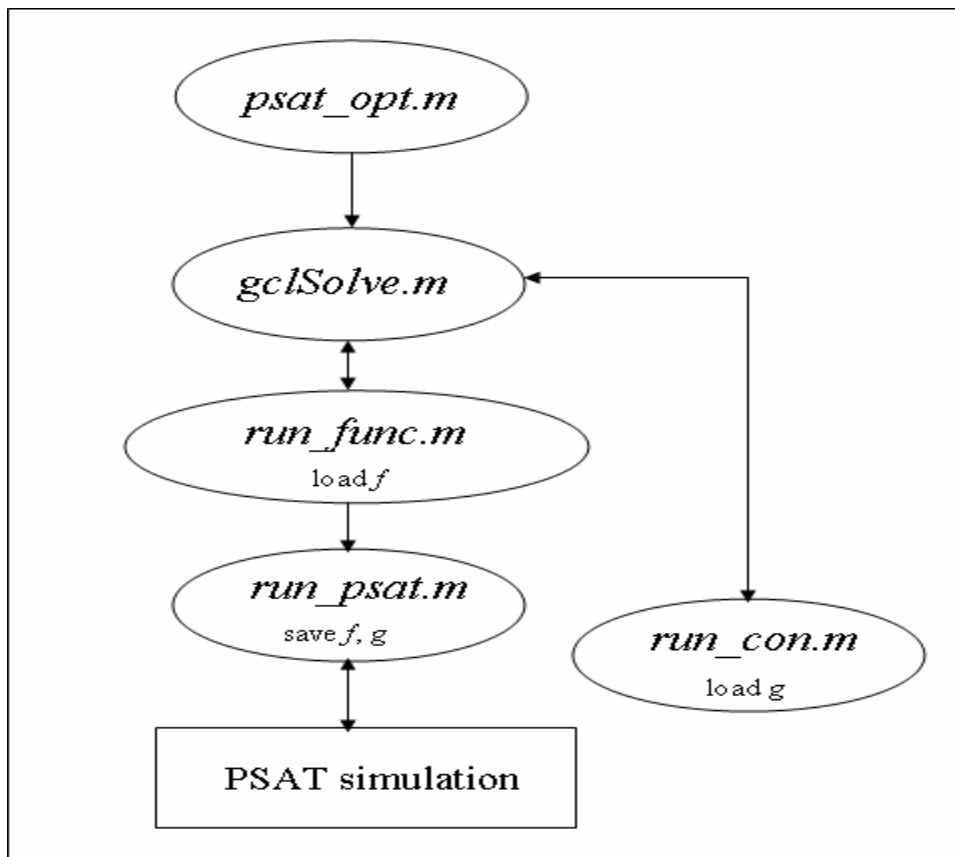 psat_opt.m
gclSolve.m
run_func.m
load f
run_psat.m
save f, g
run_con.m
load g
PSAT simulation